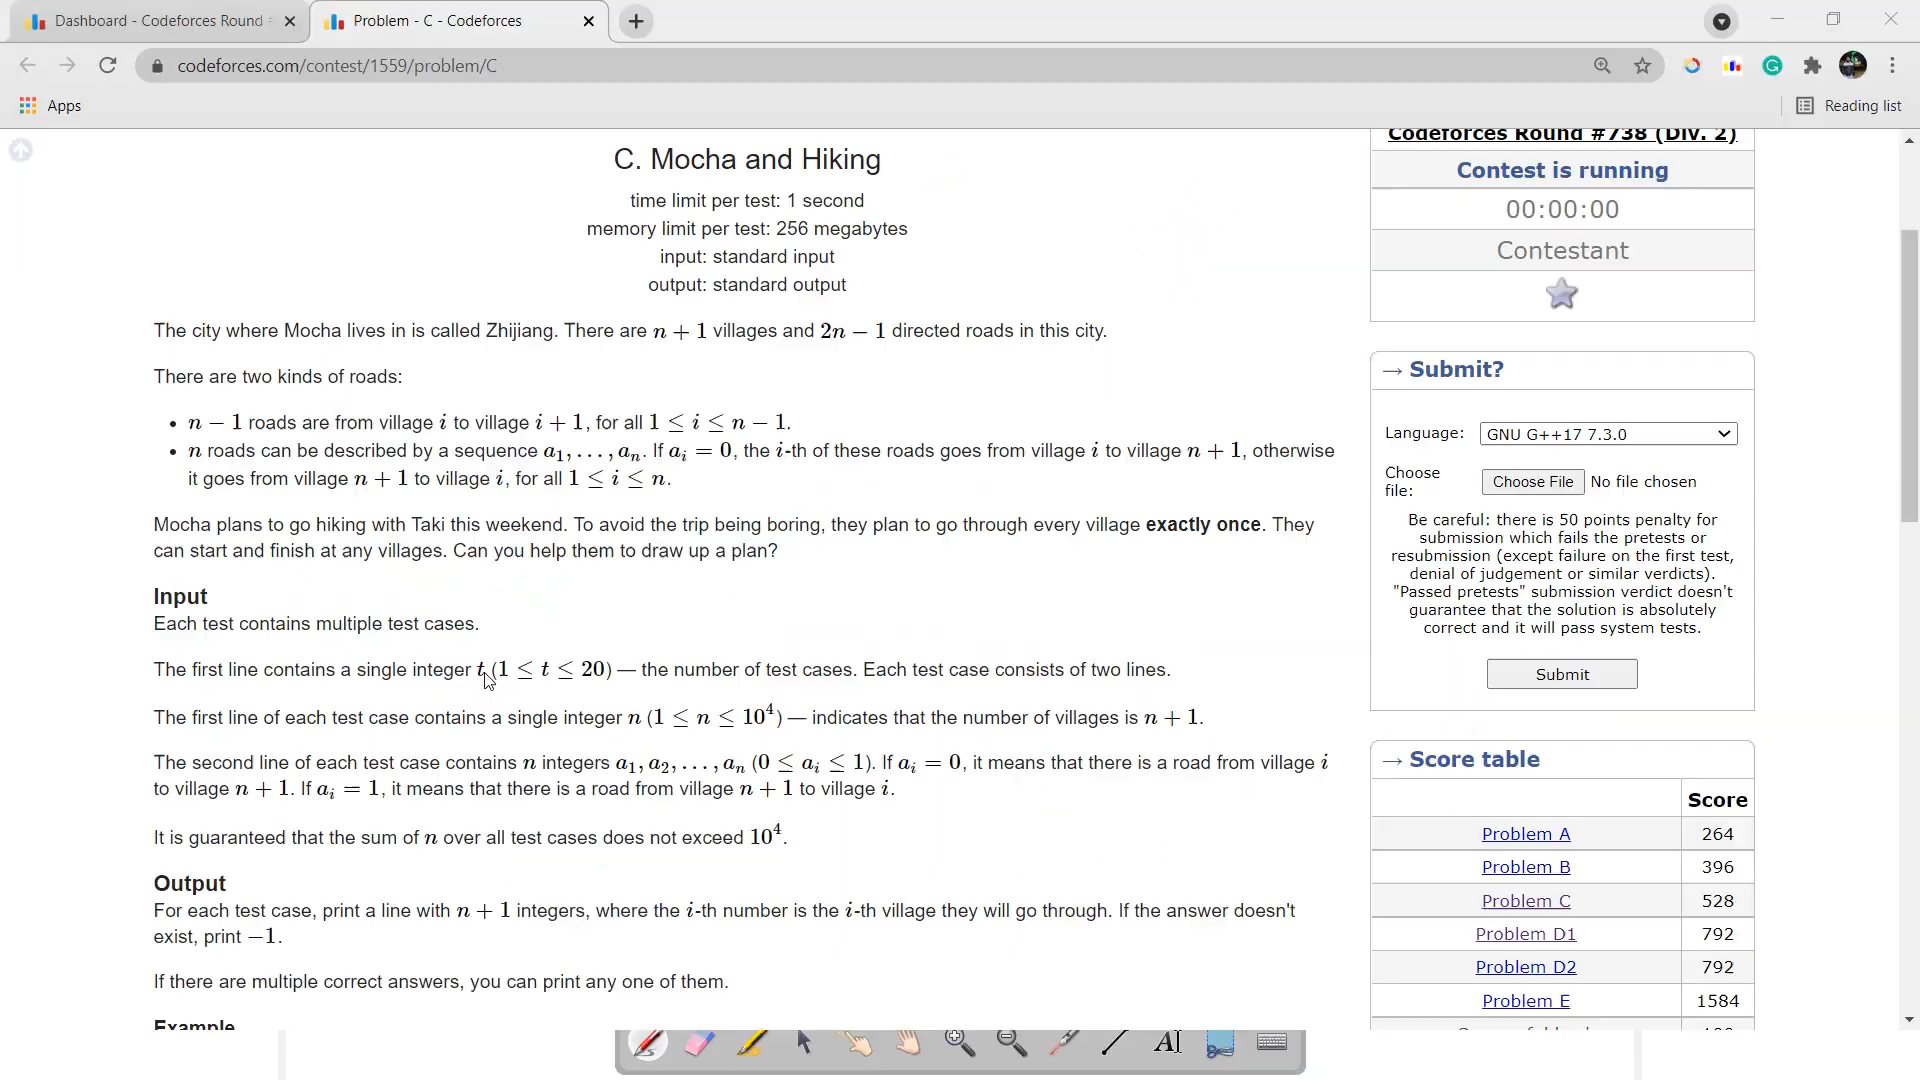 Dashboard - Codeforces Round
Problem - C - Codeforces
codeforces.com/contest/1559/problem/C
Apps
Reading list
C. Mocha and Hiking
time limit per test: 1 second
memory limit per test: 256 megabytes
input: standard input
output: standard output
The city where Mocha lives in is called Zhijiang. There are n + 1 villages and 2n − 1 directed roads in this city.
There are two kinds of roads:
• n − 1 roads are from village i to village i + 1, for all 1 ≤ i ≤ n − 1.
• n roads can be described by a sequence a₁, . . . , aₙ. If aᵢ = 0, the i-th of these roads goes from village i to village n + 1, otherwise
it goes from village n + 1 to village i, for all 1 ≤ i ≤ n.
Mocha plans to go hiking with Taki this weekend. To avoid the trip being boring, they plan to go through every village exactly once. They
can start and finish at any villages. Can you help them to draw up a plan?
Input
Each test contains multiple test cases.
The first line contains a single integer t (1 ≤ t ≤ 20) — the number of test cases. Each test case consists of two lines.
The first line of each test case contains a single integer n (1 ≤ n ≤ 10⁴) — indicates that the number of villages is n + 1.
The second line of each test case contains n integers a₁, a₂, . . . , aₙ (0 ≤ aᵢ ≤ 1). If aᵢ = 0, it means that there is a road from village i
to village n + 1. If aᵢ = 1, it means that there is a road from village n + 1 to village i.
It is guaranteed that the sum of n over all test cases does not exceed 10⁴.
Output
For each test case, print a line with n + 1 integers, where the i-th number is the i-th village they will go through. If the answer doesn't
exist, print −1.
If there are multiple correct answers, you can print any one of them.
Example
Codeforces Round #738 (Div. 2)
Contest is running
00:00:00
Contestant
→ Submit?
Language: GNU G++17 7.3.0
Choose
file: Choose File No file chosen
Be careful: there is 50 points penalty for
submission which fails the pretests or
resubmission (except failure on the first test,
denial of judgement or similar verdicts).
"Passed pretests" submission verdict doesn't
guarantee that the solution is absolutely
correct and it will pass system tests.
Submit
→ Score table
Score
Problem A 264
Problem B 396
Problem C 528
Problem D1 792
Problem D2 792
Problem E 1584